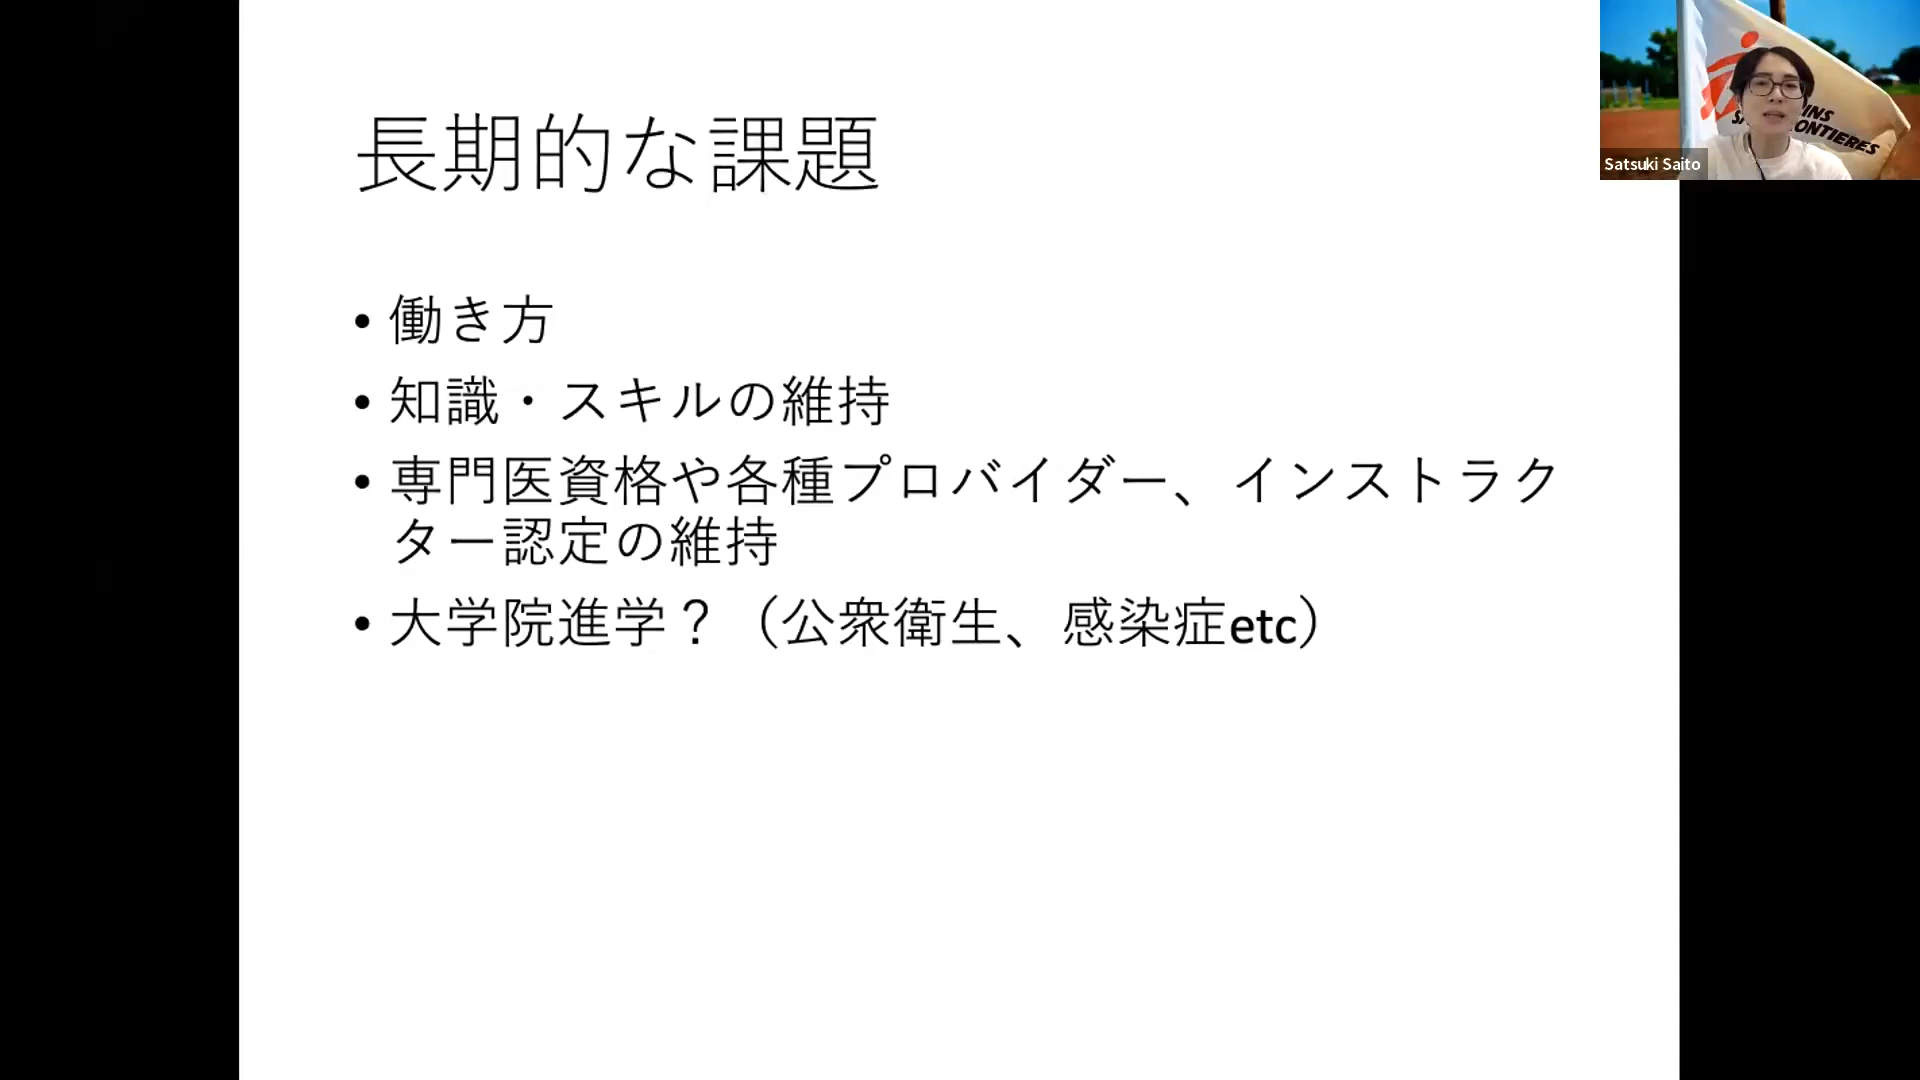 長期的な課題
• 働き方
• 知識・スキルの維持
• 専門医資格や各種プロバイダー、インストラク
ター認定の維持
• 大学院進学？（公衆衛生、感染症etc）
INS
ONTIERES
Satsuki Saito